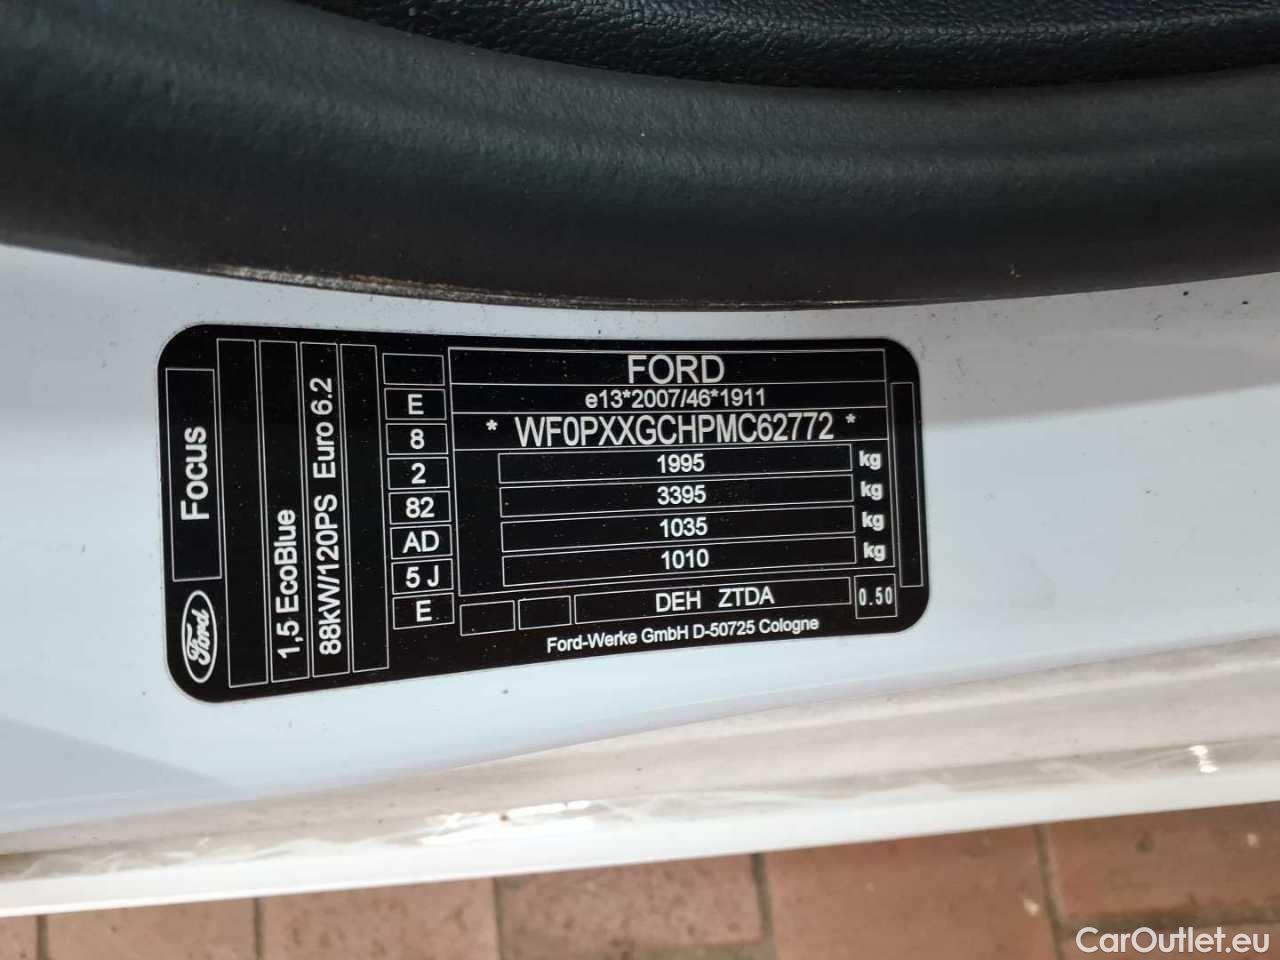 FORD
e13*2007/46*1911
* WF0PXXGCHPMC62772 *
1995 kg
3395 kg
1035 kg
1010 kg
DEH ZTDA 0.50
Ford-Werke GmbH D-50725 Cologne
E
8
2
82
AD
5 J
E
Focus
Ford
1,5 EcoBlue
88kW/120PS Euro 6.2
CarOutlet.eu